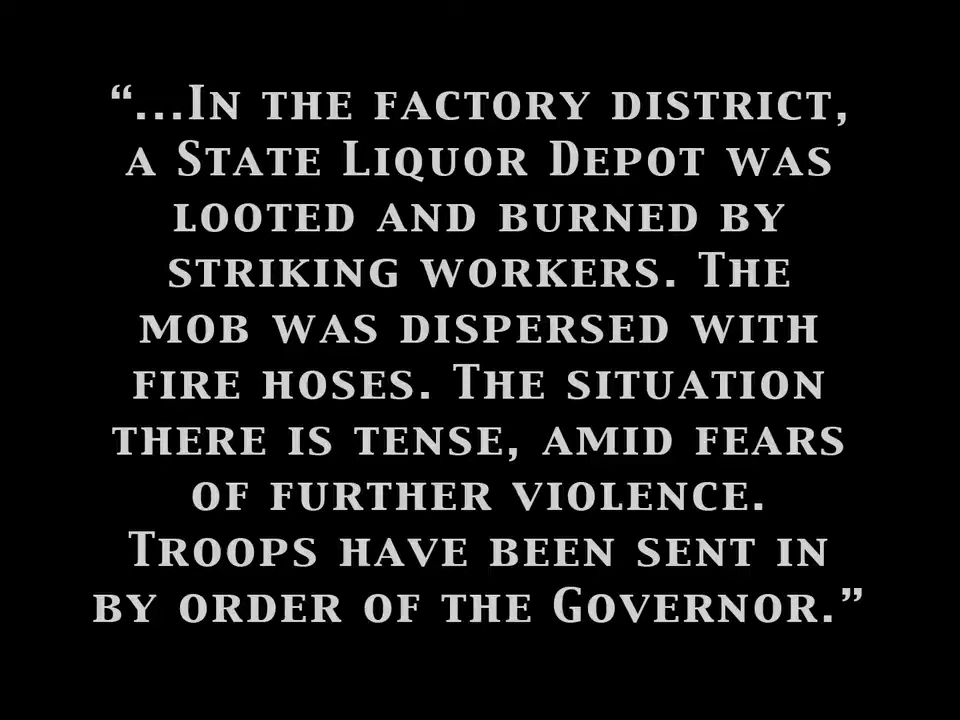 “...In the factory district,
a State Liquor Depot was
looted and burned by
striking workers. The
mob was dispersed with
fire hoses. The situation
there is tense, amid fears
of further violence.
Troops have been sent in
by order of the Governor.”